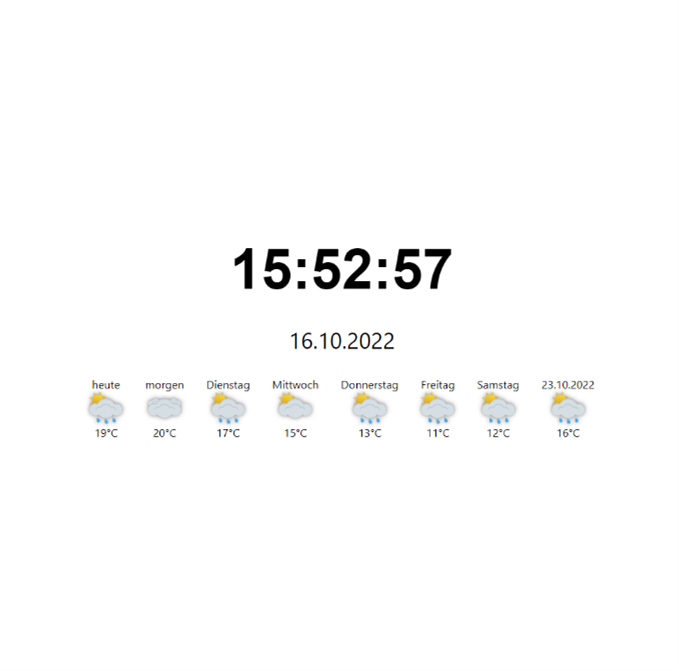 15:52:57
16.10.2022
heute morgen Dienstag Mittwoch Donnerstag Freitag Samstag 23.10.2022
19°C 20°C 17°C 15°C 13°C 11°C 12°C 16°C